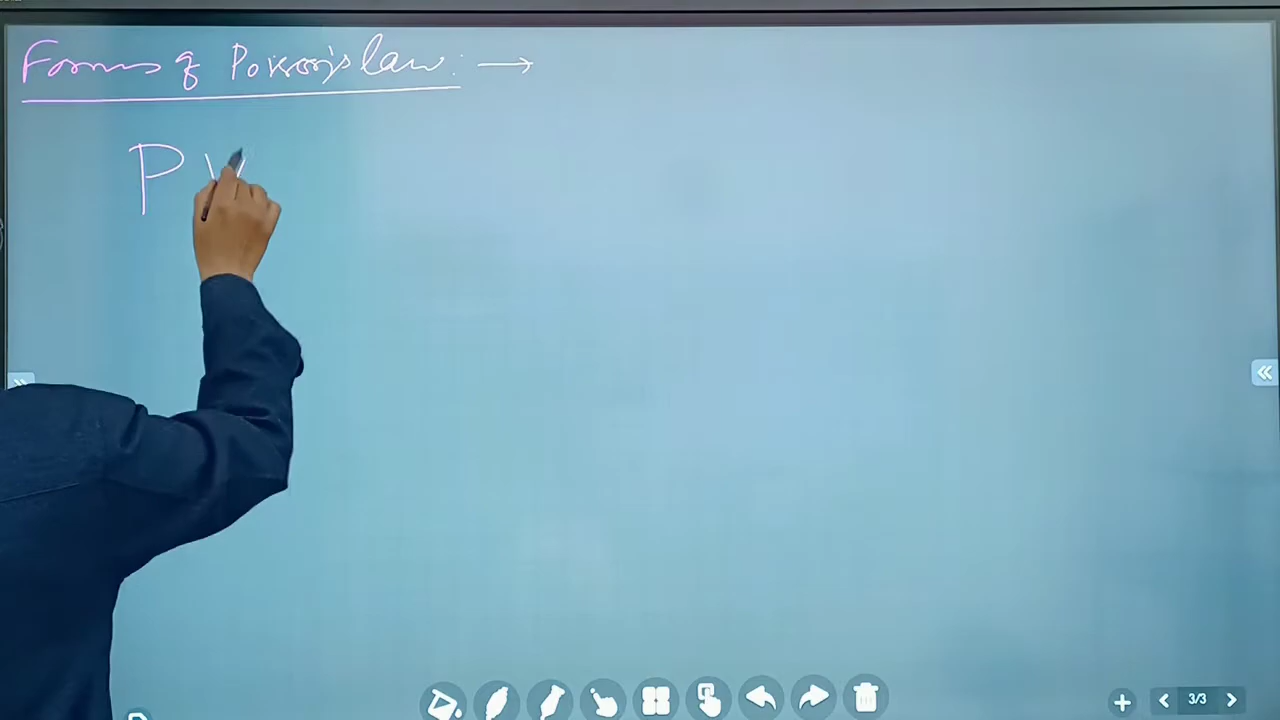 Forms of Poisson's law : →
P V
3/3